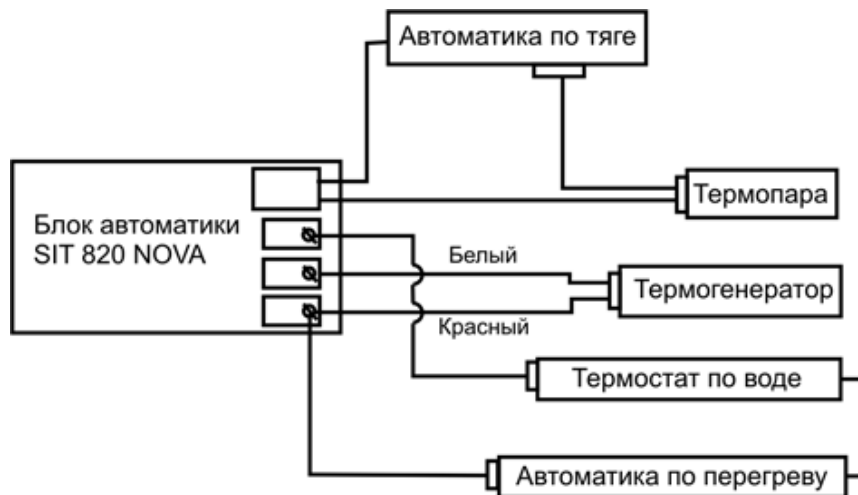 Автоматика по тяге
Термопара
Блок автоматики
SIT 820 NOVA
Белый
Термогенератор
Красный
Термостат по воде
Автоматика по перегреву